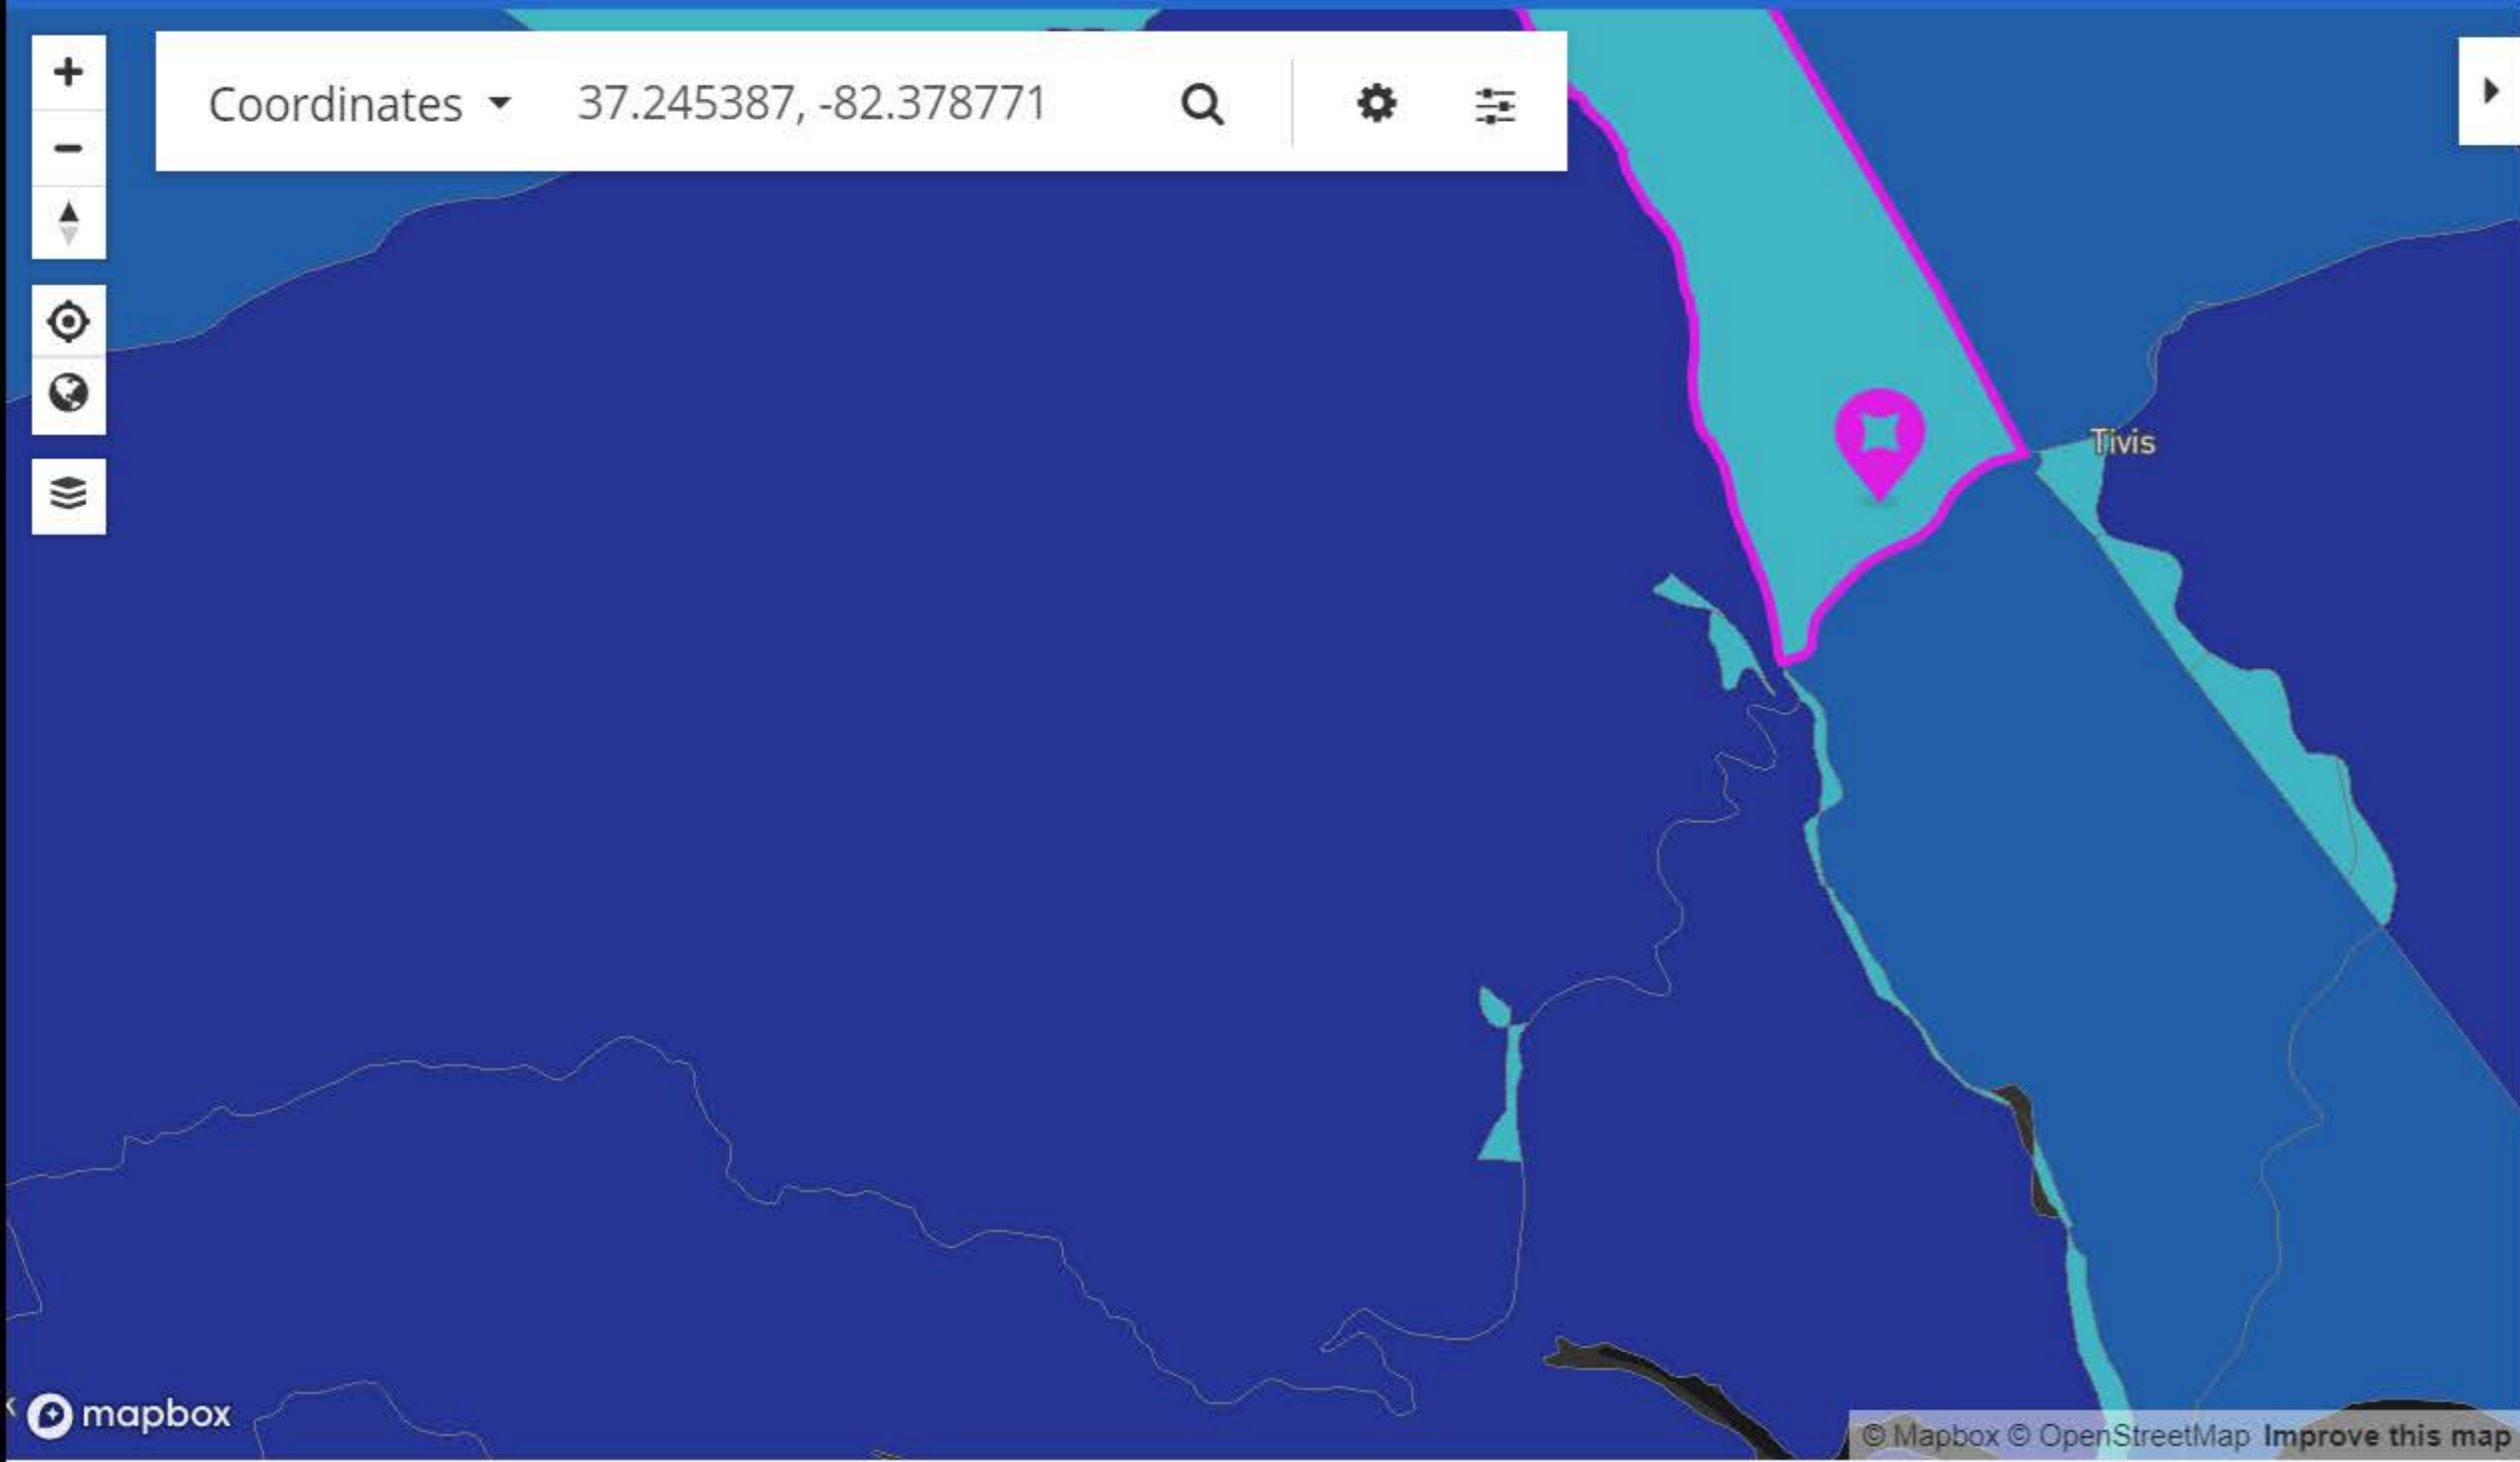 Coordinates 37.245387, -82.378771
Tivis
mapbox
© Mapbox © OpenStreetMap Improve this map